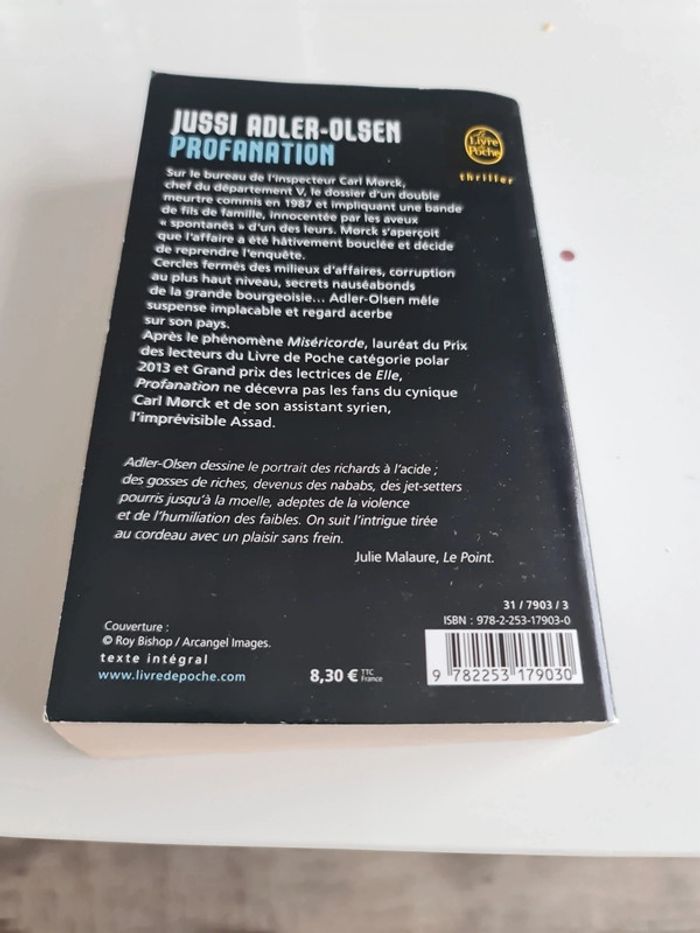 JUSSI ADLER-OLSEN
PROFANATION
Le
Livre
de
Poche
thriller
Sur le bureau de l'inspecteur Carl Mørck,
chef du département V, le dossier d'un double
meurtre commis en 1987 et impliquant une bande
de fils de famille, innocentée par les aveux
« spontanés » d'un des leurs. Mørck s'aperçoit
que l'affaire a été hâtivement bouclée et décide
de reprendre l'enquête.
Cercles fermés des milieux d'affaires, corruption
au plus haut niveau, secrets nauséabonds
de la grande bourgeoisie... Adler-Olsen mêle
suspense implacable et regard acerbe
sur son pays.
Après le phénomène Miséricorde, lauréat du Prix
des lecteurs du Livre de Poche catégorie polar
2013 et Grand prix des lectrices de Elle,
Profanation ne décevra pas les fans du cynique
Carl Mørck et de son assistant syrien,
l'imprévisible Assad.
Adler-Olsen dessine le portrait des richards à l'acide ;
des gosses de riches, devenus des nababs, des jet-setters
pourris jusqu'à la moelle, adeptes de la violence
et de l'humiliation des faibles. On suit l'intrigue tirée
au cordeau avec un plaisir sans frein.
Julie Malaure, Le Point.
Couverture :
© Roy Bishop / Arcangel Images.
texte intégral
www.livredepoche.com
8,30 € TTC
France
31 / 7903 / 3
ISBN : 978-2-253-17903-0
9 782253 179030